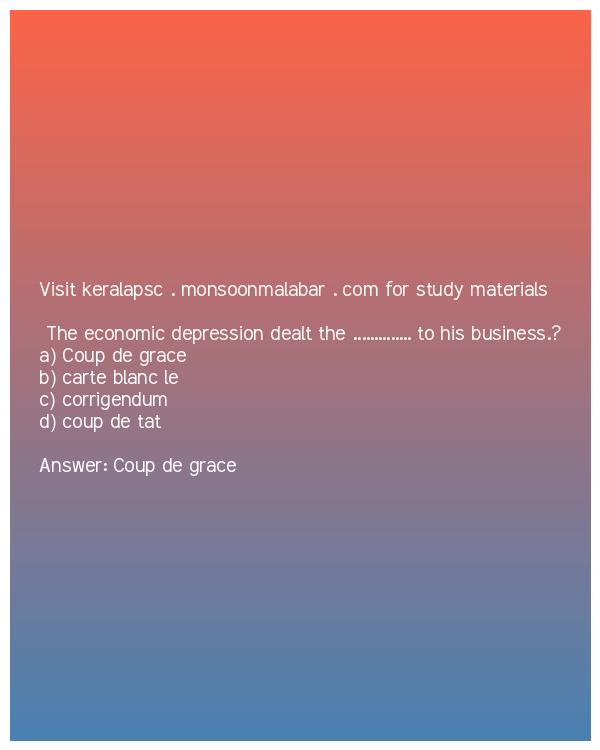 Visit keralapsc . monsoonmalabar . com for study materials
The economic depression dealt the .............. to his business.?
a) Coup de grace
b) carte blanc le
c) corrigendum
d) coup de tat
Answer: Coup de grace